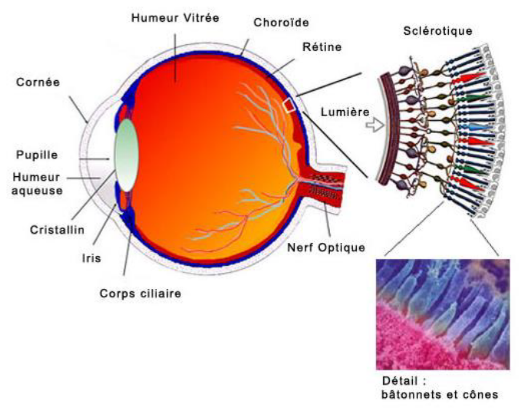 Humeur Vitrée
Choroïde
Sclérotique
Rétine
Cornée
Lumière
Pupille
Humeur
aqueuse
Cristallin
Iris
Nerf Optique
Corps ciliaire
Détail :
bâtonnets et cônes